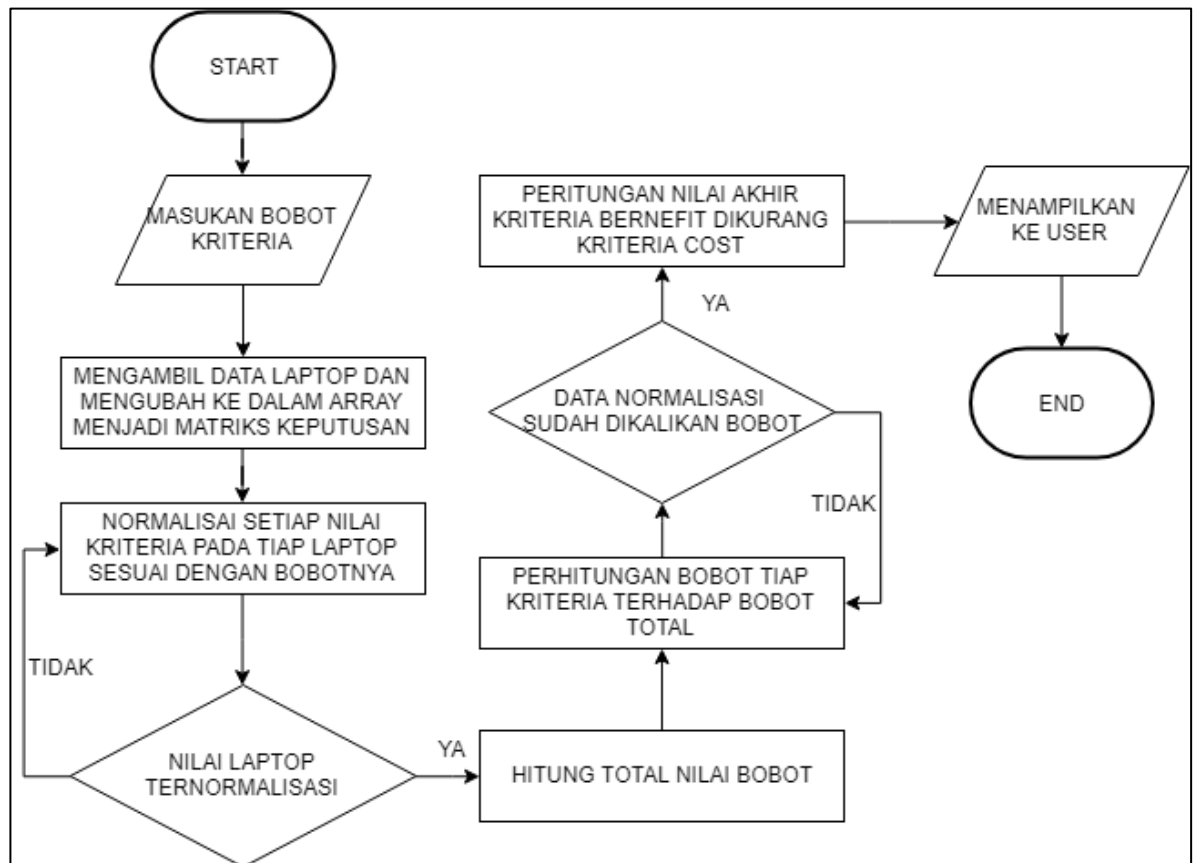 START
MASUKAN BOBOT
KRITERIA
MENGAMBIL DATA LAPTOP DAN
MENGUBAH KE DALAM ARRAY
MENJADI MATRIKS KEPUTUSAN
NORMALISAI SETIAP NILAI
KRITERIA PADA TIAP LAPTOP
SESUAI DENGAN BOBOTNYA
TIDAK
NILAI LAPTOP
TERNORMALISASI
YA
HITUNG TOTAL NILAI BOBOT
PERHITUNGAN BOBOT TIAP
KRITERIA TERHADAP BOBOT
TOTAL
TIDAK
DATA NORMALISASI
SUDAH DIKALIKAN BOBOT
YA
PERITUNGAN NILAI AKHIR
KRITERIA BERNEFIT DIKURANG
KRITERIA COST
MENAMPILKAN
KE USER
END